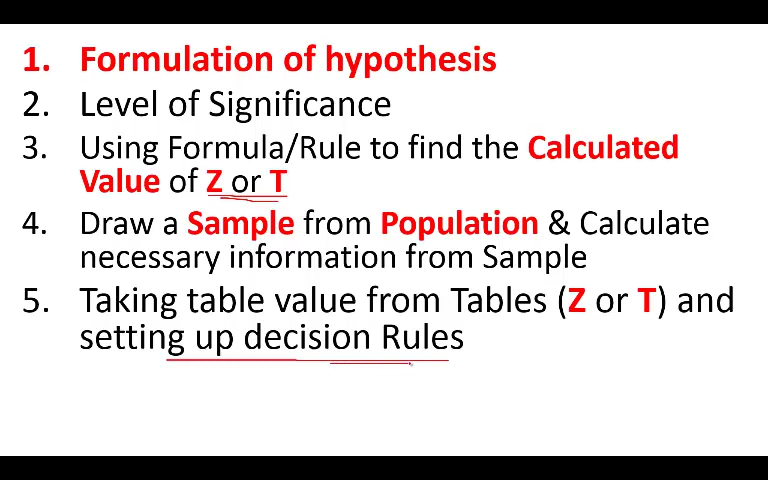 1. Formulation of hypothesis
2. Level of Significance
3. Using Formula/Rule to find the Calculated
Value of Z or T
4. Draw a Sample from Population & Calculate
necessary information from Sample
5. Taking table value from Tables (Z or T) and
setting up decision Rules